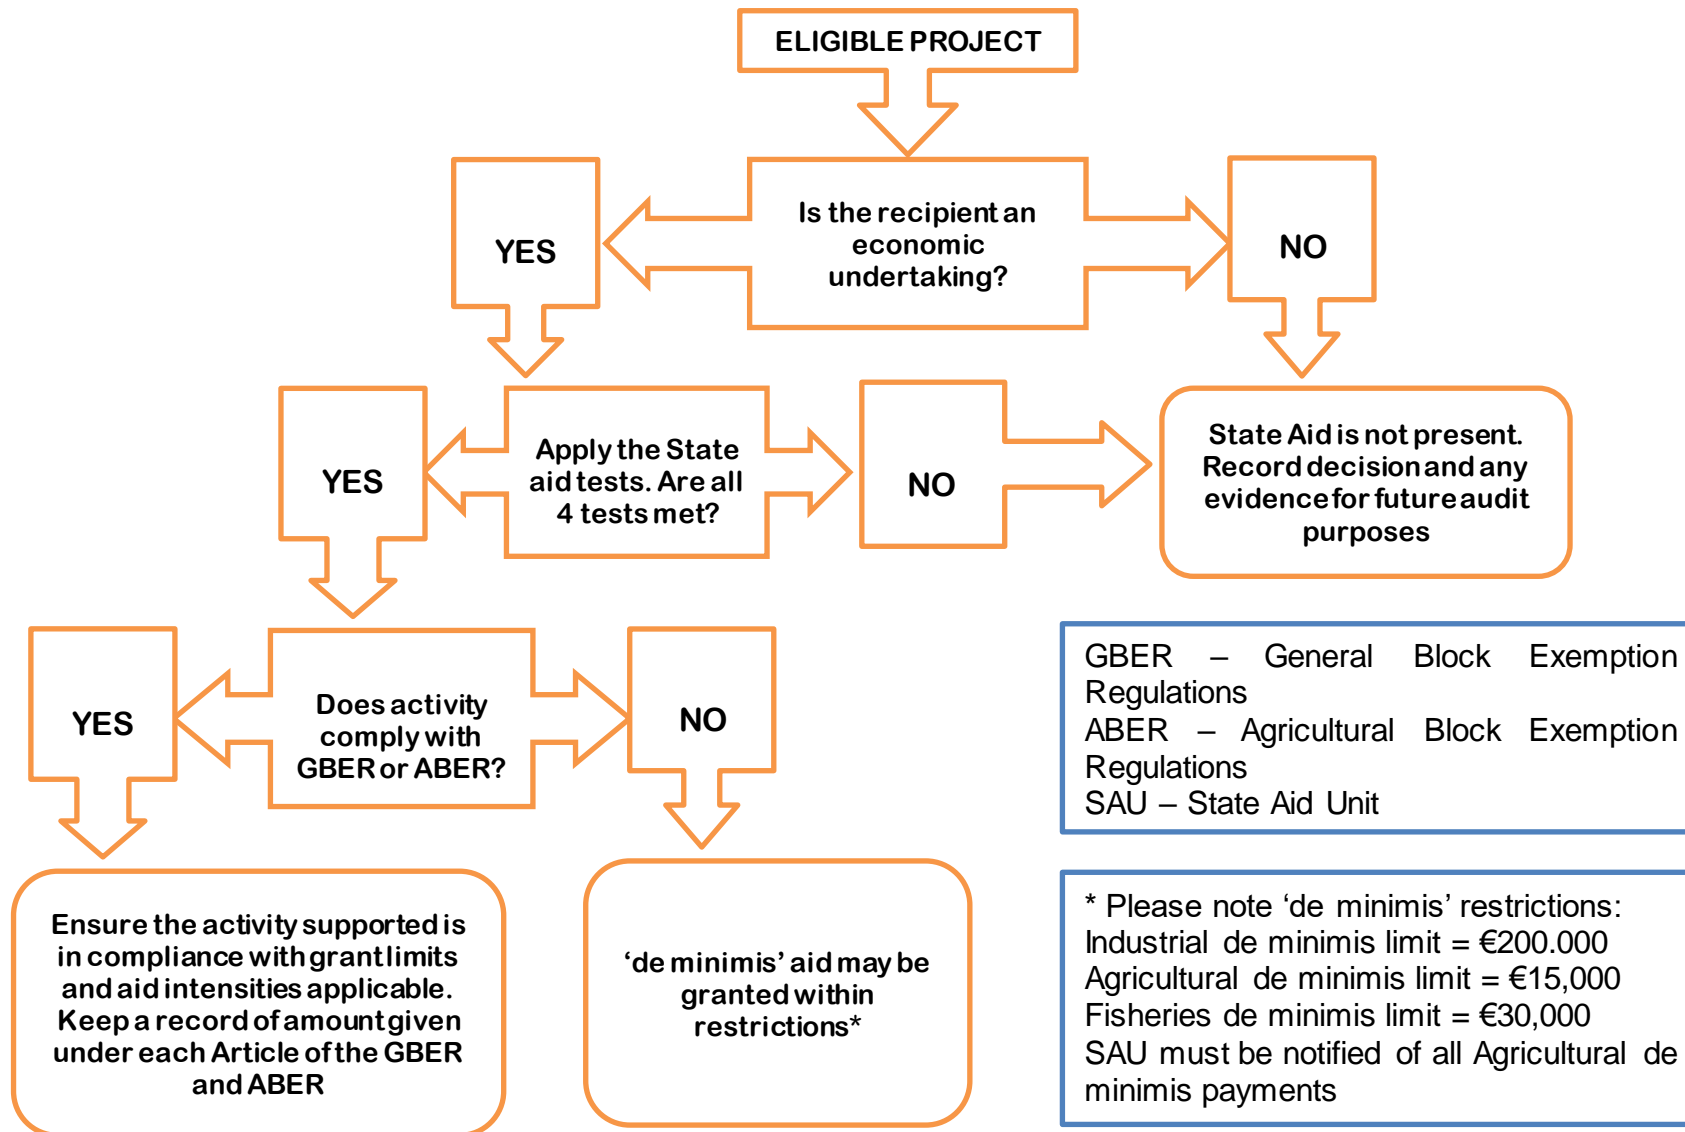 ELIGIBLE PROJECT
Is the recipient an
economic
undertaking?
YES
NO
Apply the State
aid tests. Are all
4 tests met?
YES
NO
State Aid is not present.
Record decision and any
evidence for future audit
purposes
Does activity
comply with
GBER or ABER?
YES
NO
GBER – General Block Exemption
Regulations
ABER – Agricultural Block Exemption
Regulations
SAU – State Aid Unit
Ensure the activity supported is
in compliance with grant limits
and aid intensities applicable.
Keep a record of amount given
under each Article of the GBER
and ABER
‘de minimis’ aid may be
granted within
restrictions*
* Please note ‘de minimis’ restrictions:
Industrial de minimis limit = €200.000
Agricultural de minimis limit = €15,000
Fisheries de minimis limit = €30,000
SAU must be notified of all Agricultural de
minimis payments